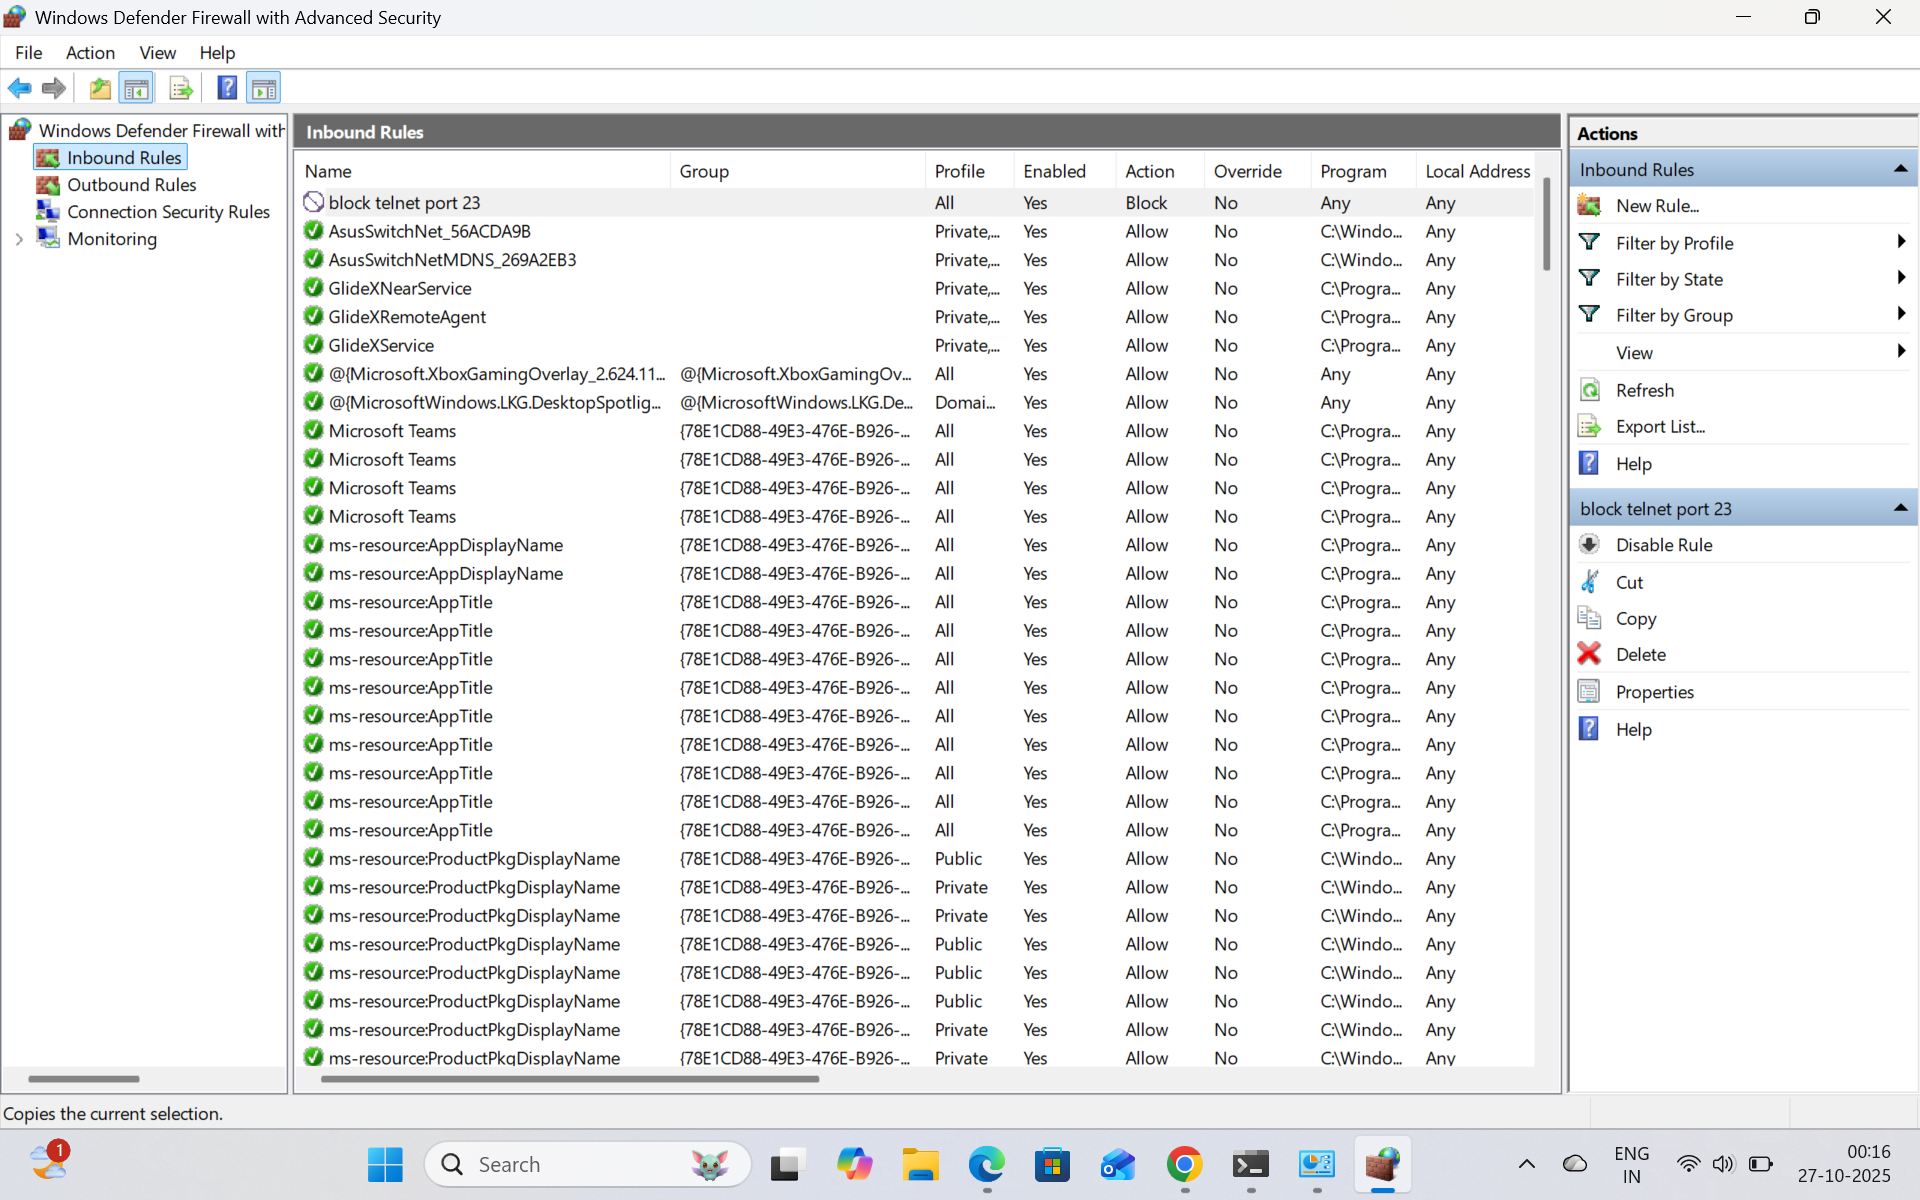 Windows Defender Firewall with Advanced Security
File Action View Help
Windows Defender Firewall with
Inbound Rules
Outbound Rules
Connection Security Rules
Monitoring
Inbound Rules
Name Group Profile Enabled Action Override Program Local Address
block telnet port 23 All Yes Block No Any Any
AsusSwitchNet_56ACDA9B Private,... Yes Allow No C:\Windo... Any
AsusSwitchNetMDNS_269A2EB3 Private,... Yes Allow No C:\Windo... Any
GlideXNearService Private,... Yes Allow No C:\Progra... Any
GlideXRemoteAgent Private,... Yes Allow No C:\Progra... Any
GlideXService Private,... Yes Allow No C:\Progra... Any
@{Microsoft.XboxGamingOverlay_2.624.11... @{Microsoft.XboxGamingOv... All Yes Allow No Any Any
@{MicrosoftWindows.LKG.DesktopSpotlig... @{MicrosoftWindows.LKG.De... Domai... Yes Allow No Any Any
Microsoft Teams {78E1CD88-49E3-476E-B926-... All Yes Allow No C:\Progra... Any
Microsoft Teams {78E1CD88-49E3-476E-B926-... All Yes Allow No C:\Progra... Any
Microsoft Teams {78E1CD88-49E3-476E-B926-... All Yes Allow No C:\Progra... Any
Microsoft Teams {78E1CD88-49E3-476E-B926-... All Yes Allow No C:\Progra... Any
ms-resource:AppDisplayName {78E1CD88-49E3-476E-B926-... All Yes Allow No C:\Progra... Any
ms-resource:AppDisplayName {78E1CD88-49E3-476E-B926-... All Yes Allow No C:\Progra... Any
ms-resource:AppTitle {78E1CD88-49E3-476E-B926-... All Yes Allow No C:\Progra... Any
ms-resource:AppTitle {78E1CD88-49E3-476E-B926-... All Yes Allow No C:\Progra... Any
ms-resource:AppTitle {78E1CD88-49E3-476E-B926-... All Yes Allow No C:\Progra... Any
ms-resource:AppTitle {78E1CD88-49E3-476E-B926-... All Yes Allow No C:\Progra... Any
ms-resource:AppTitle {78E1CD88-49E3-476E-B926-... All Yes Allow No C:\Progra... Any
ms-resource:AppTitle {78E1CD88-49E3-476E-B926-... All Yes Allow No C:\Progra... Any
ms-resource:AppTitle {78E1CD88-49E3-476E-B926-... All Yes Allow No C:\Progra... Any
ms-resource:AppTitle {78E1CD88-49E3-476E-B926-... All Yes Allow No C:\Progra... Any
ms-resource:AppTitle {78E1CD88-49E3-476E-B926-... All Yes Allow No C:\Progra... Any
ms-resource:ProductPkgDisplayName {78E1CD88-49E3-476E-B926-... Public Yes Allow No C:\Windo... Any
ms-resource:ProductPkgDisplayName {78E1CD88-49E3-476E-B926-... Private Yes Allow No C:\Windo... Any
ms-resource:ProductPkgDisplayName {78E1CD88-49E3-476E-B926-... Private Yes Allow No C:\Windo... Any
ms-resource:ProductPkgDisplayName {78E1CD88-49E3-476E-B926-... Public Yes Allow No C:\Windo... Any
ms-resource:ProductPkgDisplayName {78E1CD88-49E3-476E-B926-... Public Yes Allow No C:\Windo... Any
ms-resource:ProductPkgDisplayName {78E1CD88-49E3-476E-B926-... Public Yes Allow No C:\Windo... Any
ms-resource:ProductPkgDisplayName {78E1CD88-49E3-476E-B926-... Private Yes Allow No C:\Windo... Any
ms-resource:ProductPkgDisplayName {78E1CD88-49E3-476E-B926-... Private Yes Allow No C:\Windo... Any
Actions
Inbound Rules
New Rule...
Filter by Profile
Filter by State
Filter by Group
View
Refresh
Export List...
Help
block telnet port 23
Disable Rule
Cut
Copy
Delete
Properties
Help
Copies the current selection.
1
Search
ENG
IN
00:16
27-10-2025